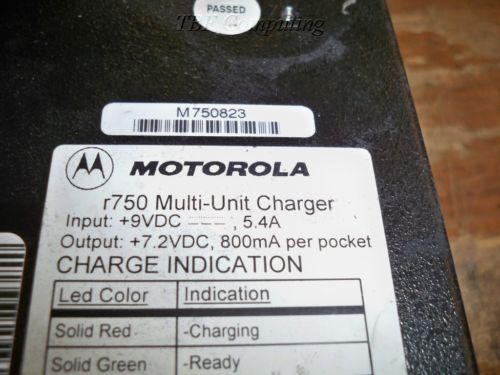 TBF Computing
PASSED
M750823
MOTOROLA
r750 Multi-Unit Charger
Input: +9VDC ⎓, 5.4A
Output: +7.2VDC, 800mA per pocket
CHARGE INDICATION
Led Color Indication
Solid Red -Charging
Solid Green -Ready